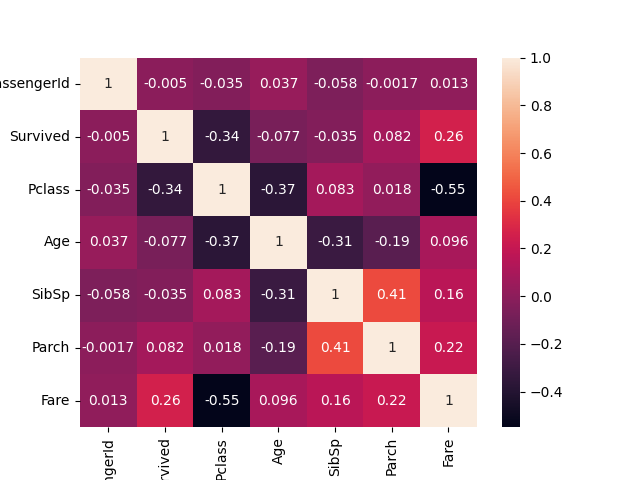 assengerId 1 -0.005 -0.035 0.037 -0.058 -0.0017 0.013
Survived -0.005 1 -0.34 -0.077 -0.035 0.082 0.26
Pclass -0.035 -0.34 1 -0.37 0.083 0.018 -0.55
Age 0.037 -0.077 -0.37 1 -0.31 -0.19 0.096
SibSp -0.058 -0.035 0.083 -0.31 1 0.41 0.16
Parch -0.0017 0.082 0.018 -0.19 0.41 1 0.22
Fare 0.013 0.26 -0.55 0.096 0.16 0.22 1
ngerId
rvived
Pclass
Age
SibSp
Parch
Fare
1.0
0.8
0.6
0.4
0.2
0.0
−0.2
−0.4